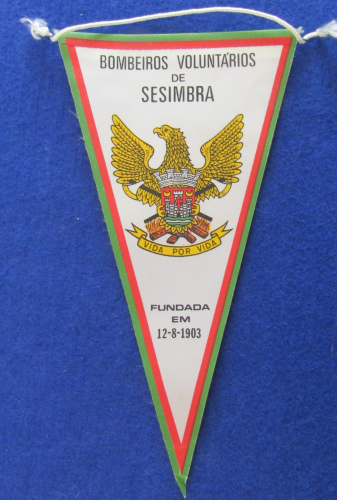 BOMBEIROS VOLUNTÁRIOS
DE
SESIMBRA
VIDA POR VIDA
FUNDADA
EM
12-8-1903